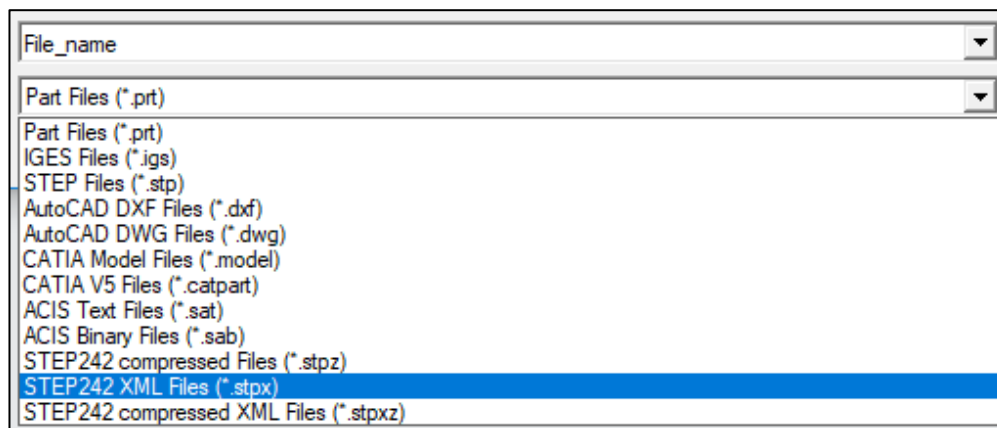 File_name
Part Files (*.prt)
Part Files (*.prt)
IGES Files (*.igs)
STEP Files (*.stp)
AutoCAD DXF Files (*.dxf)
AutoCAD DWG Files (*.dwg)
CATIA Model Files (*.model)
CATIA V5 Files (*.catpart)
ACIS Text Files (*.sat)
ACIS Binary Files (*.sab)
STEP242 compressed Files (*.stpz)
STEP242 XML Files (*.stpx)
STEP242 compressed XML Files (*.stpxz)